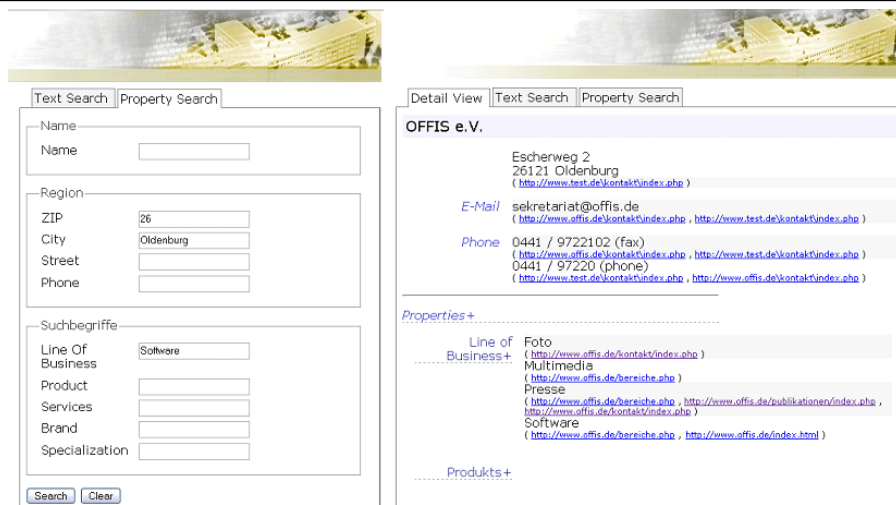 Text Search Property Search
Name
Name
Region
ZIP 26
City Oldenburg
Street
Phone
Suchbegriffe
Line Of
Business Software
Product
Services
Brand
Specialization
Search Clear
Detail View Text Search Property Search
OFFIS e.V.
Escherweg 2
26121 Oldenburg
( http://www.test.de\kontakt\index.php )
E-Mail sekretariat@offis.de
( http://www.offis.de\kontakt\index.php , http://www.test.de\kontakt\index.php )
Phone 0441 / 9722102 (fax)
( http://www.offis.de\kontakt\index.php , http://www.test.de\kontakt\index.php )
0441 / 97220 (phone)
( http://www.test.de\kontakt\index.php , http://www.offis.de\kontakt\index.php )
Properties+
Line of Foto
Business+ ( http://www.offis.de/kontakt/index.php )
Multimedia
( http://www.offis.de/bereiche.php )
Presse
( http://www.offis.de/bereiche.php , http://www.offis.de/publikationen/index.php ,
http://www.offis.de/kontakt/index.php )
Software
( http://www.offis.de/bereiche.php , http://www.offis.de/index.html )
Produkts+